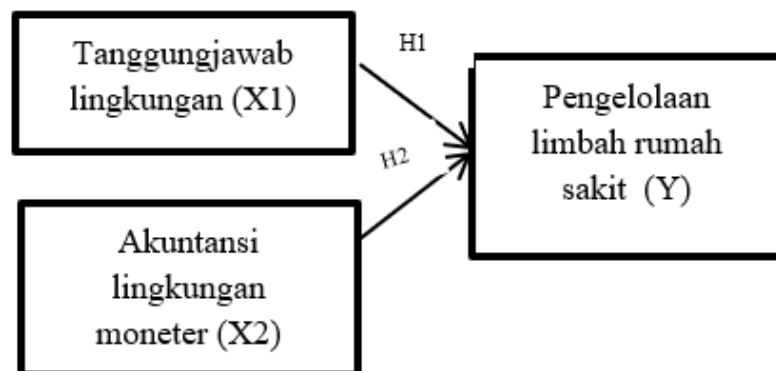 Tanggungjawab
lingkungan (X1)
H1
Pengelolaan
limbah rumah
sakit (Y)
H2
Akuntansi
lingkungan
moneter (X2)